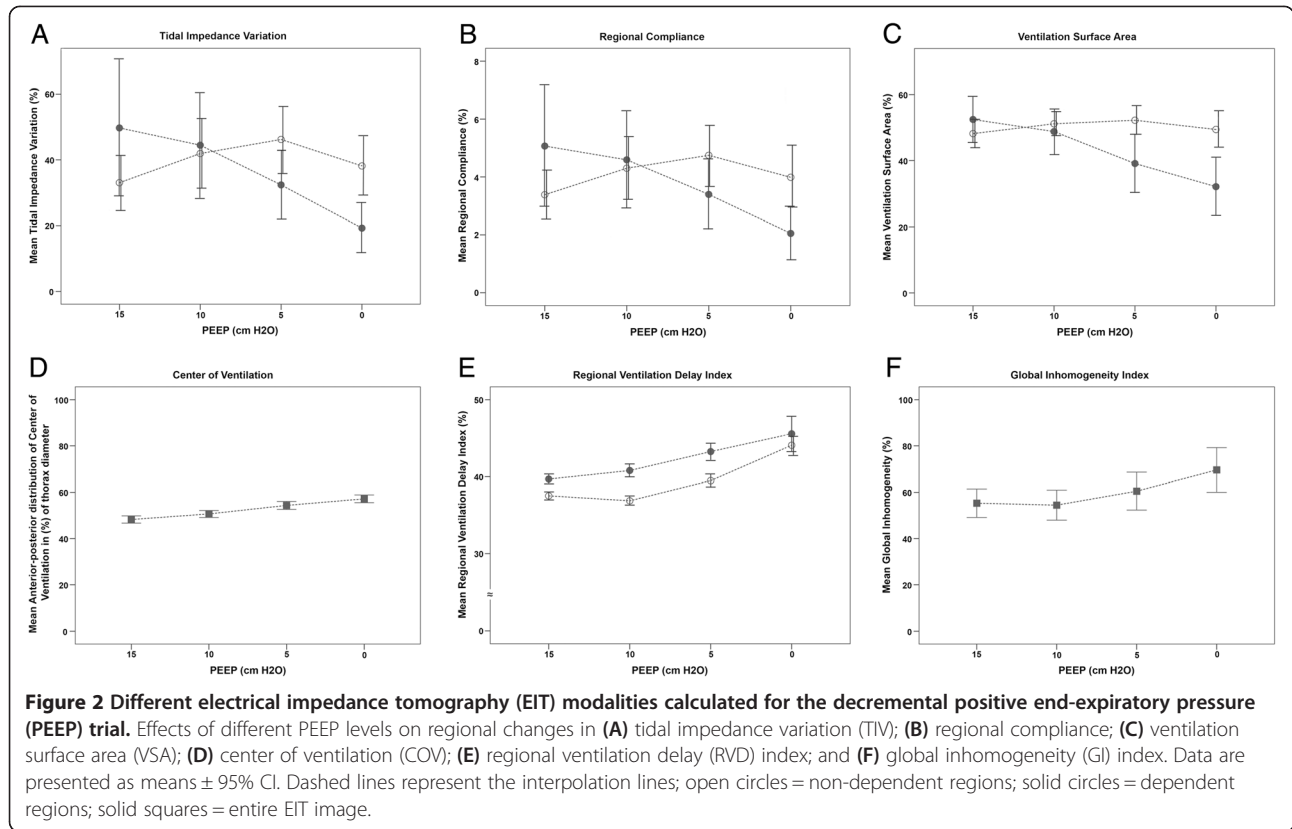 A
Tidal Impedance Variation
Mean Tidal Impedance Variation (%)
60
40
20
0
15 10 5 0
PEEP (cm H2O)
B
Regional Compliance
Mean Regional Compliance (%)
8
6
4
2
0
15 10 5 0
PEEP (cm H2O)
C
Ventilation Surface Area
Mean Ventilation Surface Area (%)
60
40
20
0
15 10 5 0
PEEP (cm H2O)
D
Center of Ventilation
Mean Anterior-posterior distribution of Center of
Ventilation in (%) of thorax diameter
100
80
60
40
20
0
15 10 5 0
PEEP (cm H2O)
E
Regional Ventilation Delay Index
Mean Regional Ventilation Delay Index (%)
50
40
30
≈
0
15 10 5 0
PEEP (cm H2O)
F
Global Inhomogeneity Index
Mean Global Inhomogeneity (%)
100
80
60
40
20
0
15 10 5 0
PEEP (cm H2O)
Figure 2 Different electrical impedance tomography (EIT) modalities calculated for the decremental positive end-expiratory pressure
(PEEP) trial. Effects of different PEEP levels on regional changes in (A) tidal impedance variation (TIV); (B) regional compliance; (C) ventilation
surface area (VSA); (D) center of ventilation (COV); (E) regional ventilation delay (RVD) index; and (F) global inhomogeneity (GI) index. Data are
presented as means ± 95% CI. Dashed lines represent the interpolation lines; open circles = non-dependent regions; solid circles = dependent
regions; solid squares = entire EIT image.